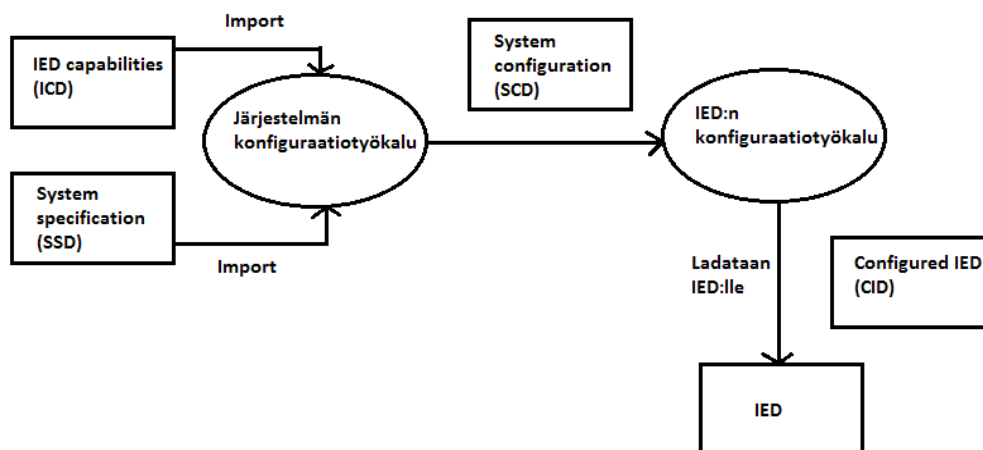 Import
IED capabilities
(ICD)
System
configuration
(SCD)
Järjestelmän
konfiguraatiotyökalu
IED:n
konfiguraatiotyökalu
System
specification
(SSD)
Import
Ladataan
IED:lle
Configured IED
(CID)
IED